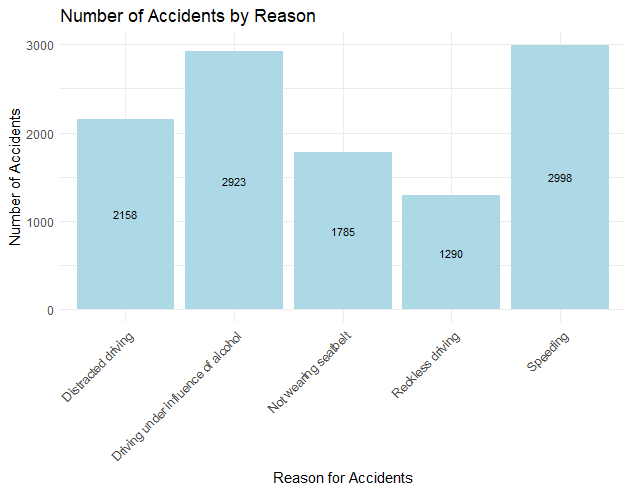 Number of Accidents by Reason
Number of Accidents
3000
2000
1000
0
2158
2923
1785
1290
2998
Distracted driving
Driving under influence of alcohol
Not wearing seatbelt
Reckless driving
Speeding
Reason for Accidents